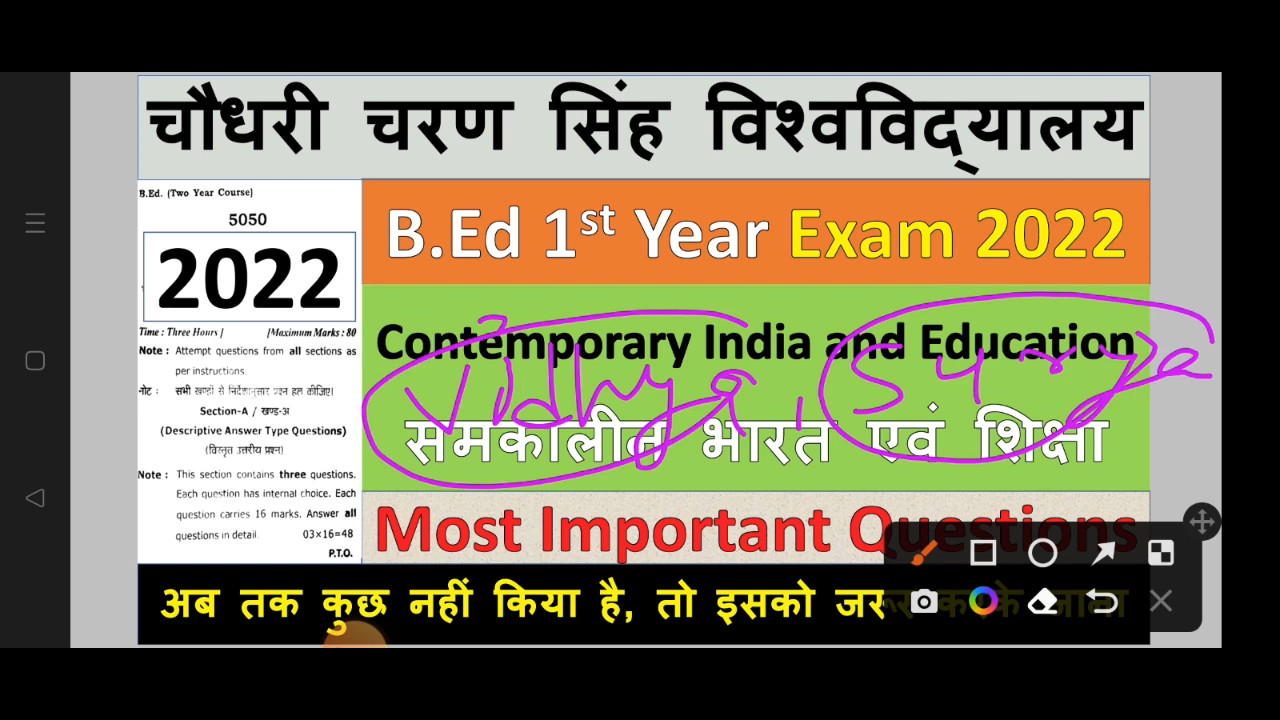 चौधरी चरण सिंह विश्वविद्यालय
B.Ed. (Two Year Course)
5050
2022
Time : Three Hours ] [Maximum Marks : 80
Note : Attempt questions from all sections as
per instructions.
नोट : सभी खण्डों से निर्देशानुसार प्रश्न हल कीजिए।
Section-A / खण्ड-अ
(Descriptive Answer Type Questions)
(विस्तृत उत्तरीय प्रश्न)
Note : This section contains three questions.
Each question has internal choice. Each
question carries 16 marks. Answer all
questions in detail. 03×16=48
P.T.O.
B.Ed 1st Year Exam 2022
Contemporary India and Education
Vidhya, Surya
समकालीन भारत एवं शिक्षा
Most Important Questions
अब तक कुछ नहीं किया है, तो इसको